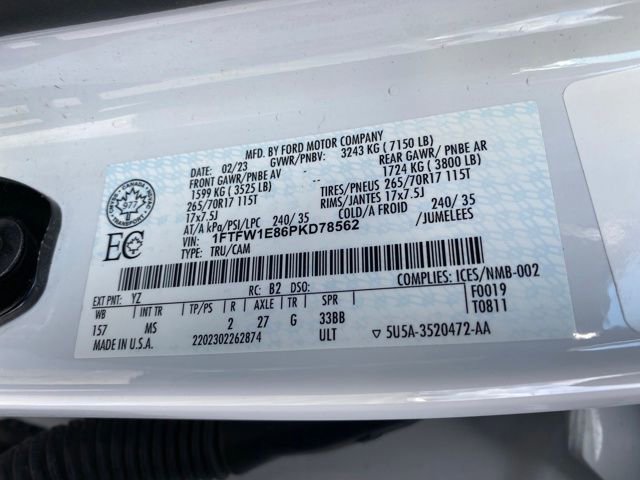 MFD. BY FORD MOTOR COMPANY
DATE: 02/23 GVWR/PNBV: 3243 KG ( 7150 LB)
FRONT GAWR/ PNBE AV REAR GAWR/ PNBE AR
1599 KG ( 3525 LB) 1724 KG ( 3800 LB)
265/70R17 115T TIRES/PNEUS 265/70R17 115T
17x7.5J RIMS/JANTES 17x7.5J
AT/A kPa/PSI/LPC 240/ 35 COLD/A FROID 240/ 35
VIN: 1FTFW1E86PKD78562 /JUMELEES
TYPE: TRU/CAM
CANADA
TRANSPORT
977
EC
COMPLIES: ICES/NMB-002
EXT PNT: YZ RC: B2 DSO: F0019
WB INT TR TP/PS R AXLE TR SPR T0811
157 MS 2 27 G 33BB
2202302262874 ULT 5U5A-3520472-AA